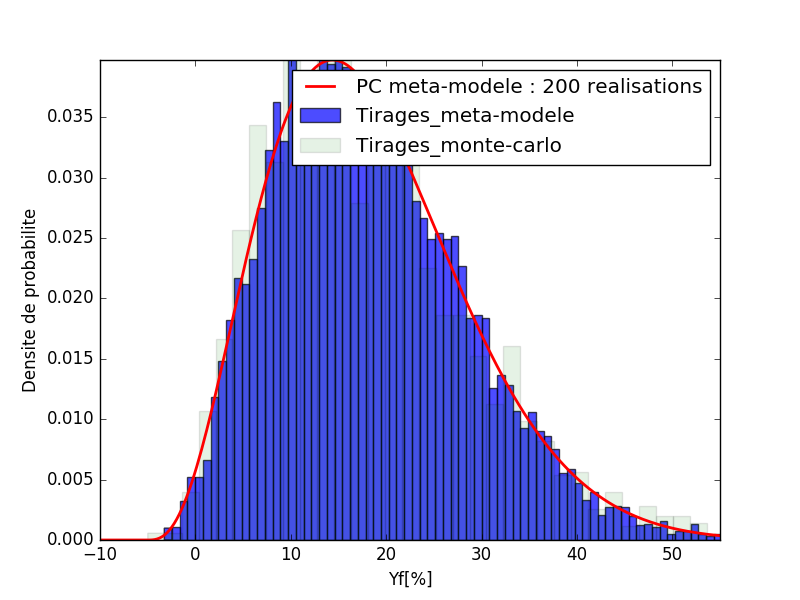 PC meta-modele : 200 realisations
Tirages_meta-modele
Tirages_monte-carlo
Densite de probabilite
0.035
0.030
0.025
0.020
0.015
0.010
0.005
0.000
−10 0 10 20 30 40 50
Yf[%]